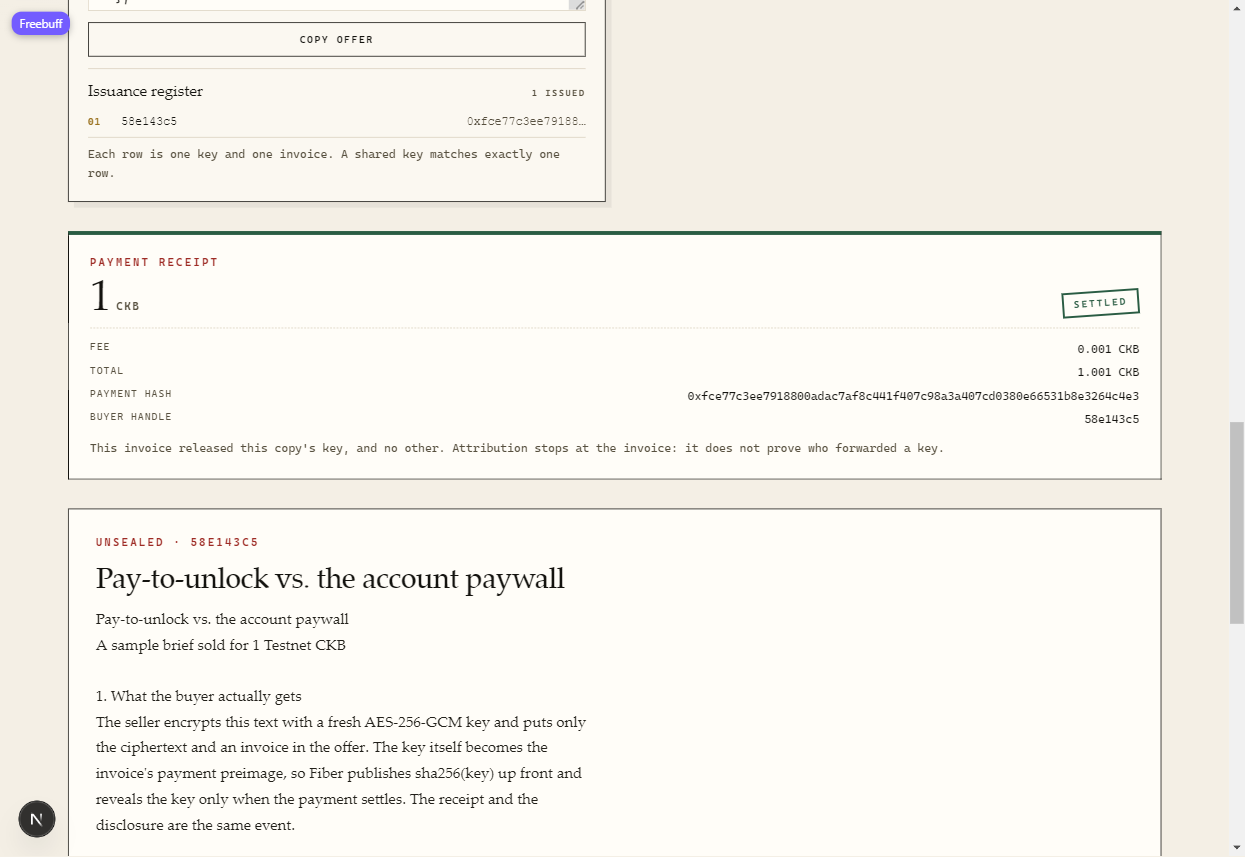 Freebuff
COPY OFFER
Issuance register
1 ISSUED
01 58e143c5 0xfce77c3ee79188…
Each row is one key and one invoice. A shared key matches exactly one
row.
PAYMENT RECEIPT
1 CKB
SETTLED
FEE 0.001 CKB
TOTAL 1.001 CKB
PAYMENT HASH 0xfce77c3ee7918800adac7af8c441f407c98a3a407cd0380e66531b8e3264c4e3
BUYER HANDLE 58e143c5
This invoice released this copy's key, and no other. Attribution stops at the invoice: it does not prove who forwarded a key.
UNSEALED · 58E143C5
Pay-to-unlock vs. the account paywall
Pay-to-unlock vs. the account paywall
A sample brief sold for 1 Testnet CKB
1. What the buyer actually gets
The seller encrypts this text with a fresh AES-256-GCM key and puts only
the ciphertext and an invoice in the offer. The key itself becomes the
invoice's payment preimage, so Fiber publishes sha256(key) up front and
reveals the key only when the payment settles. The receipt and the
disclosure are the same event.
N